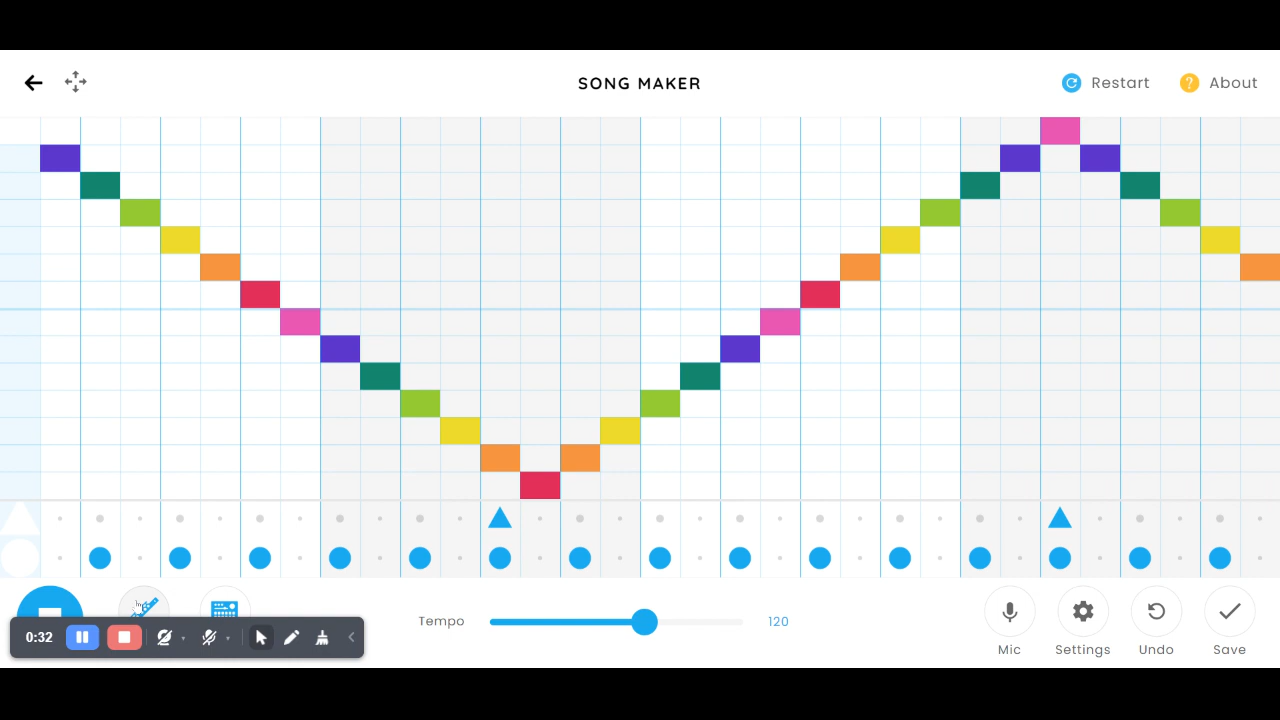 SONG MAKER
Restart
? About
Tempo
120
0:32
Mic
Settings
Undo
Save